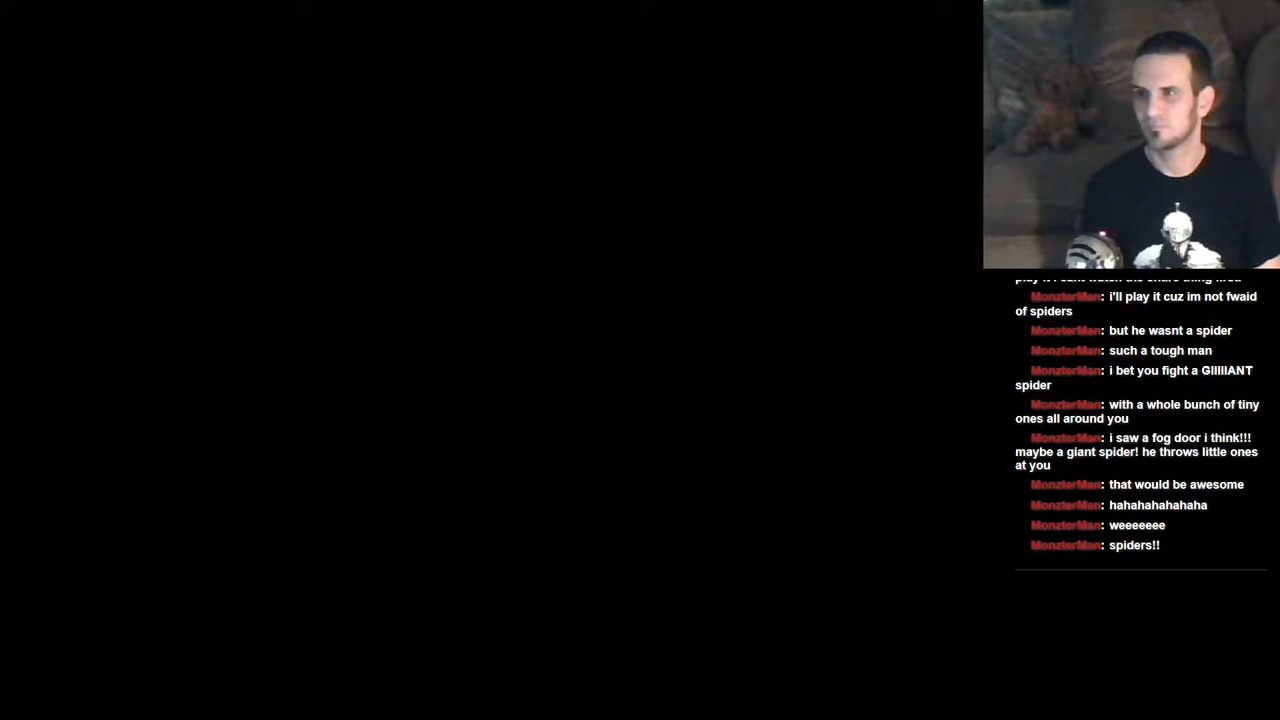 MonzterMan: i'll play it cuz im not fwaid
of spiders
MonzterMan: but he wasnt a spider
MonzterMan: such a tough man
MonzterMan: i bet you fight a GIIIIIANT
spider
MonzterMan: with a whole bunch of tiny
ones all around you
MonzterMan: i saw a fog door i think!!!
maybe a giant spider! he throws little ones
at you
MonzterMan: that would be awesome
MonzterMan: hahahahahaha
MonzterMan: weeeeeee
MonzterMan: spiders!!